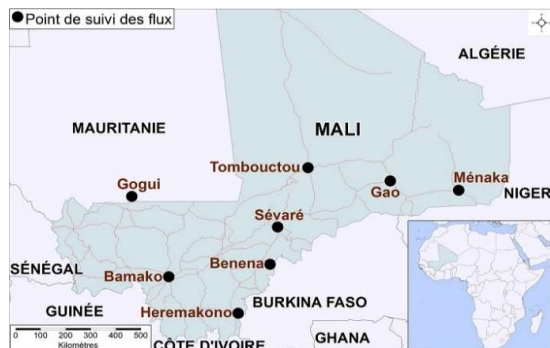 Point de suivi des flux
ALGÉRIE
MAURITANIE
MALI
Tombouctou
Gogui
Gao
Ménaka
NIGER
Sévaré
SÉNÉGAL
Bamako
Benena
GUINÉE
Heremakono
BURKINA FASO
0 100 200 300 400 500
Kilomètres
CÔTE D'IVOIRE
GHANA